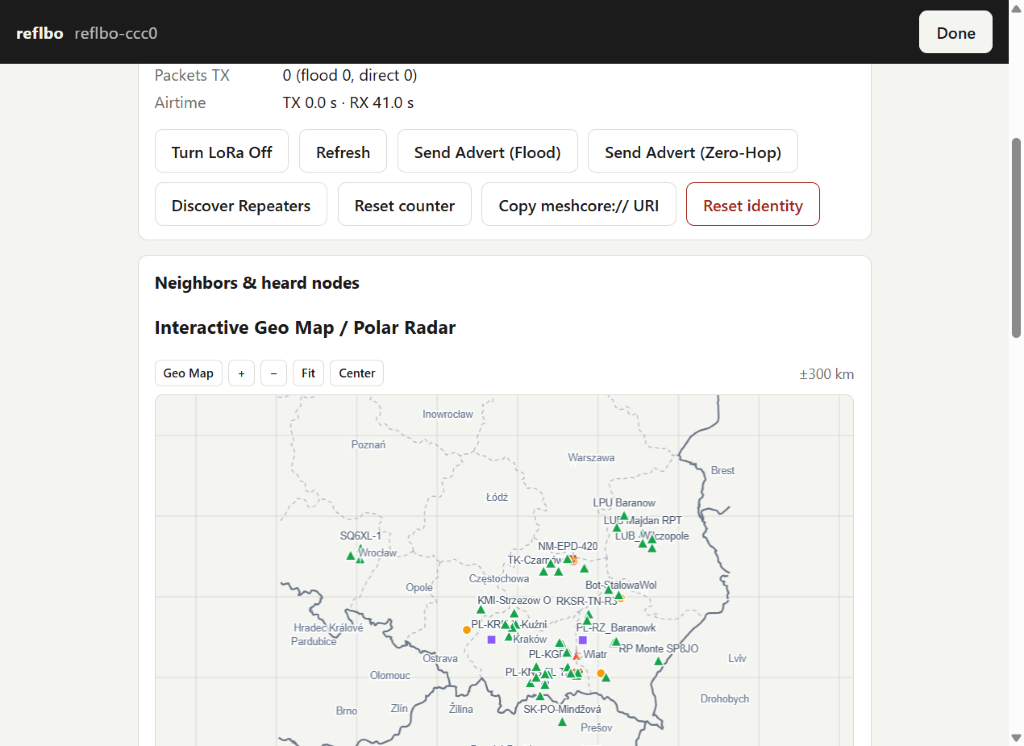 reflbo reflbo-ccc0 Done
Packets TX 0 (flood 0, direct 0)
Airtime TX 0.0 s · RX 41.0 s
Turn LoRa Off Refresh Send Advert (Flood) Send Advert (Zero-Hop)
Discover Repeaters Reset counter Copy meshcore:// URI Reset identity
Neighbors & heard nodes
Interactive Geo Map / Polar Radar
Geo Map + − Fit Center ±300 km
Inowrocław
Poznań
Warszawa
Brest
Łódź
LPU Baranow
LUB Majdan RPT
SQ6XL-1
Wrocław
NM-EPD-420
TK-Czarnów
Częstochowa
Opole
Bot-StalowaWol
KMI-Strzezow O RKSR-TN-R3
Hradec Králové
Pardubice
PL-RZ_Baranowk
Kraków
RP Monte SP8JO
Wiatr
Ostrava
Lviv
Olomouc
Drohobych
Brno
Zlín
Žilina
SK-PO-Mindžová
Prešov